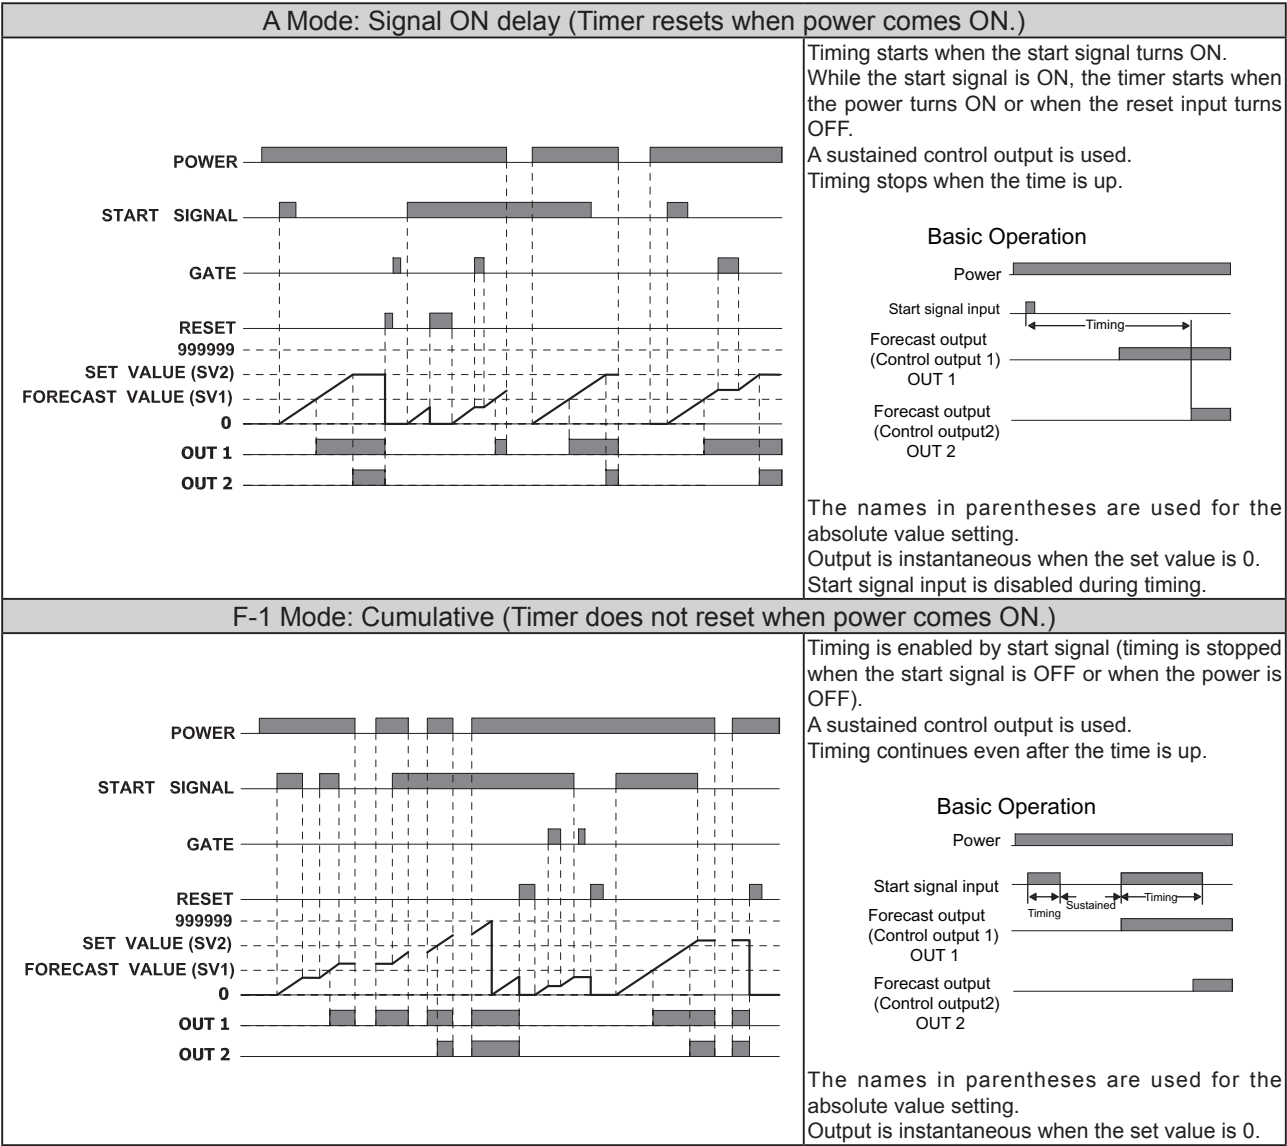 A Mode: Signal ON delay (Timer resets when power comes ON.)
POWER
START SIGNAL
GATE
RESET
999999
SET VALUE (SV2)
FORECAST VALUE (SV1)
0
OUT 1
OUT 2
Timing starts when the start signal turns ON.
While the start signal is ON, the timer starts when
the power turns ON or when the reset input turns
OFF.
A sustained control output is used.
Timing stops when the time is up.
Basic Operation
Power
Start signal input
Timing
Forecast output
(Control output 1)
OUT 1
Forecast output
(Control output2)
OUT 2
The names in parentheses are used for the
absolute value setting.
Output is instantaneous when the set value is 0.
Start signal input is disabled during timing.
F-1 Mode: Cumulative (Timer does not reset when power comes ON.)
POWER
START SIGNAL
GATE
RESET
999999
SET VALUE (SV2)
FORECAST VALUE (SV1)
0
OUT 1
OUT 2
Timing is enabled by start signal (timing is stopped
when the start signal is OFF or when the power is
OFF).
A sustained control output is used.
Timing continues even after the time is up.
Basic Operation
Power
Start signal input
Timing
Sustained
Timing
Forecast output
(Control output 1)
OUT 1
Forecast output
(Control output2)
OUT 2
The names in parentheses are used for the
absolute value setting.
Output is instantaneous when the set value is 0.